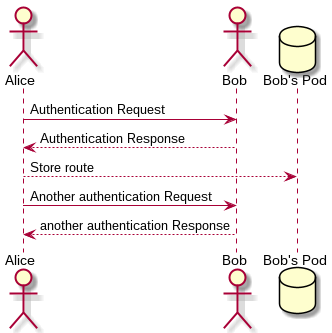 Alice
Bob
Bob's Pod
Authentication Request
Authentication Response
Store route
Another authentication Request
another authentication Response
Alice
Bob
Bob's Pod